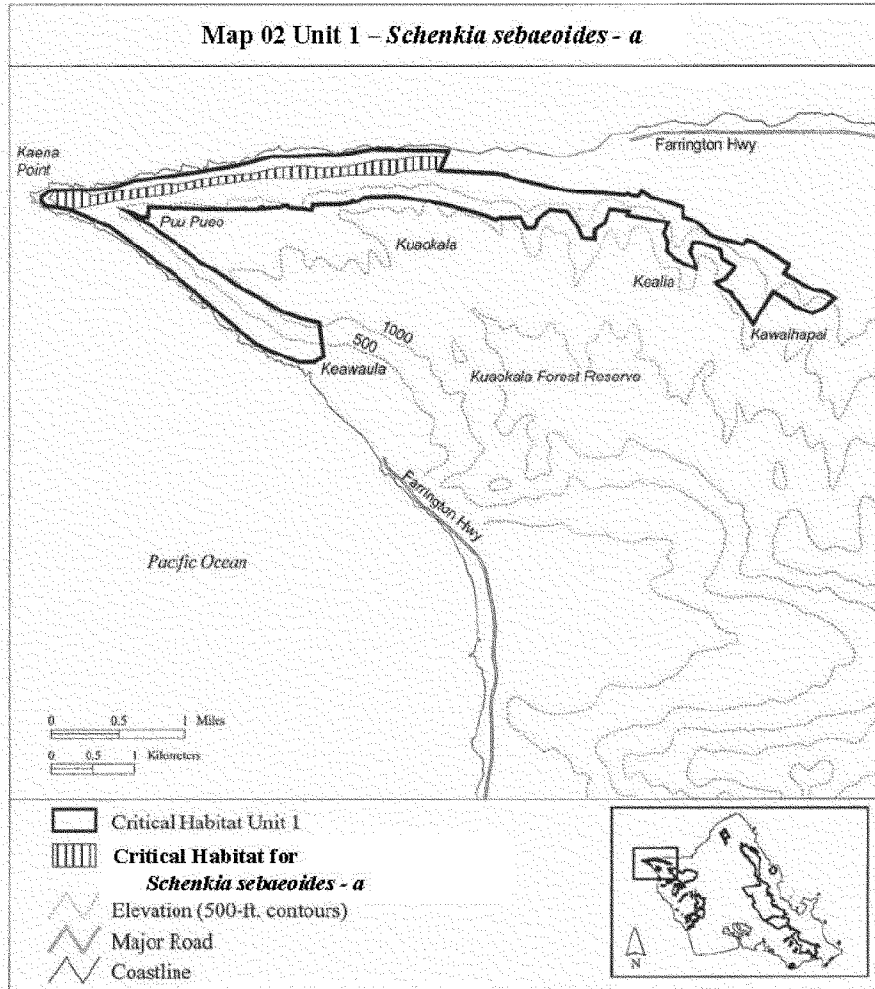 Map 02 Unit 1 – Schenkia sebaeoides - a
Farrington Hwy
Kaena
Point
Puu Pueo
Kuaokala
Kealia
Kawaihapai
1000
500
Keawaula
Kuaokala Forest Reserve
Farrington Hwy
Pacific Ocean
0 0.5 1 Miles
0 0.5 1 Kilometers
Critical Habitat Unit 1
Critical Habitat for
Schenkia sebaeoides - a
Elevation (500-ft. contours)
Major Road
Coastline
N